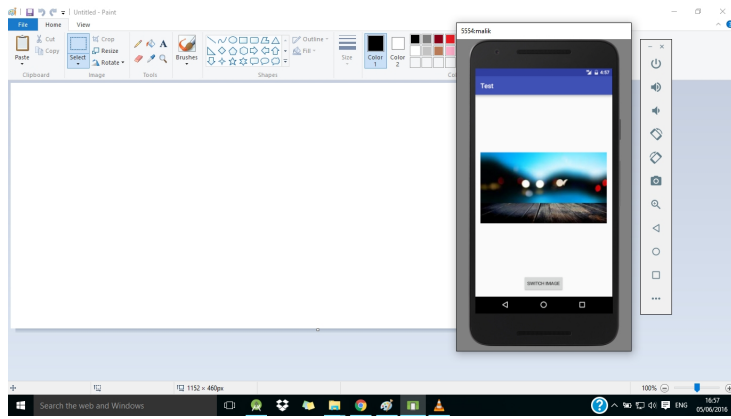 Untitled - Paint
File Home View
Cut
Copy
Paste
Clipboard
Select
Crop
Resize
Rotate
Image
Tools
Brushes
Outline
Fill
Shapes
Size
Color 1
Color 2
5554:malik
4:57
Test
SWITCH IMAGE
1152 × 460px
100%
Search the web and Windows
ENG
16:57
05/06/2016